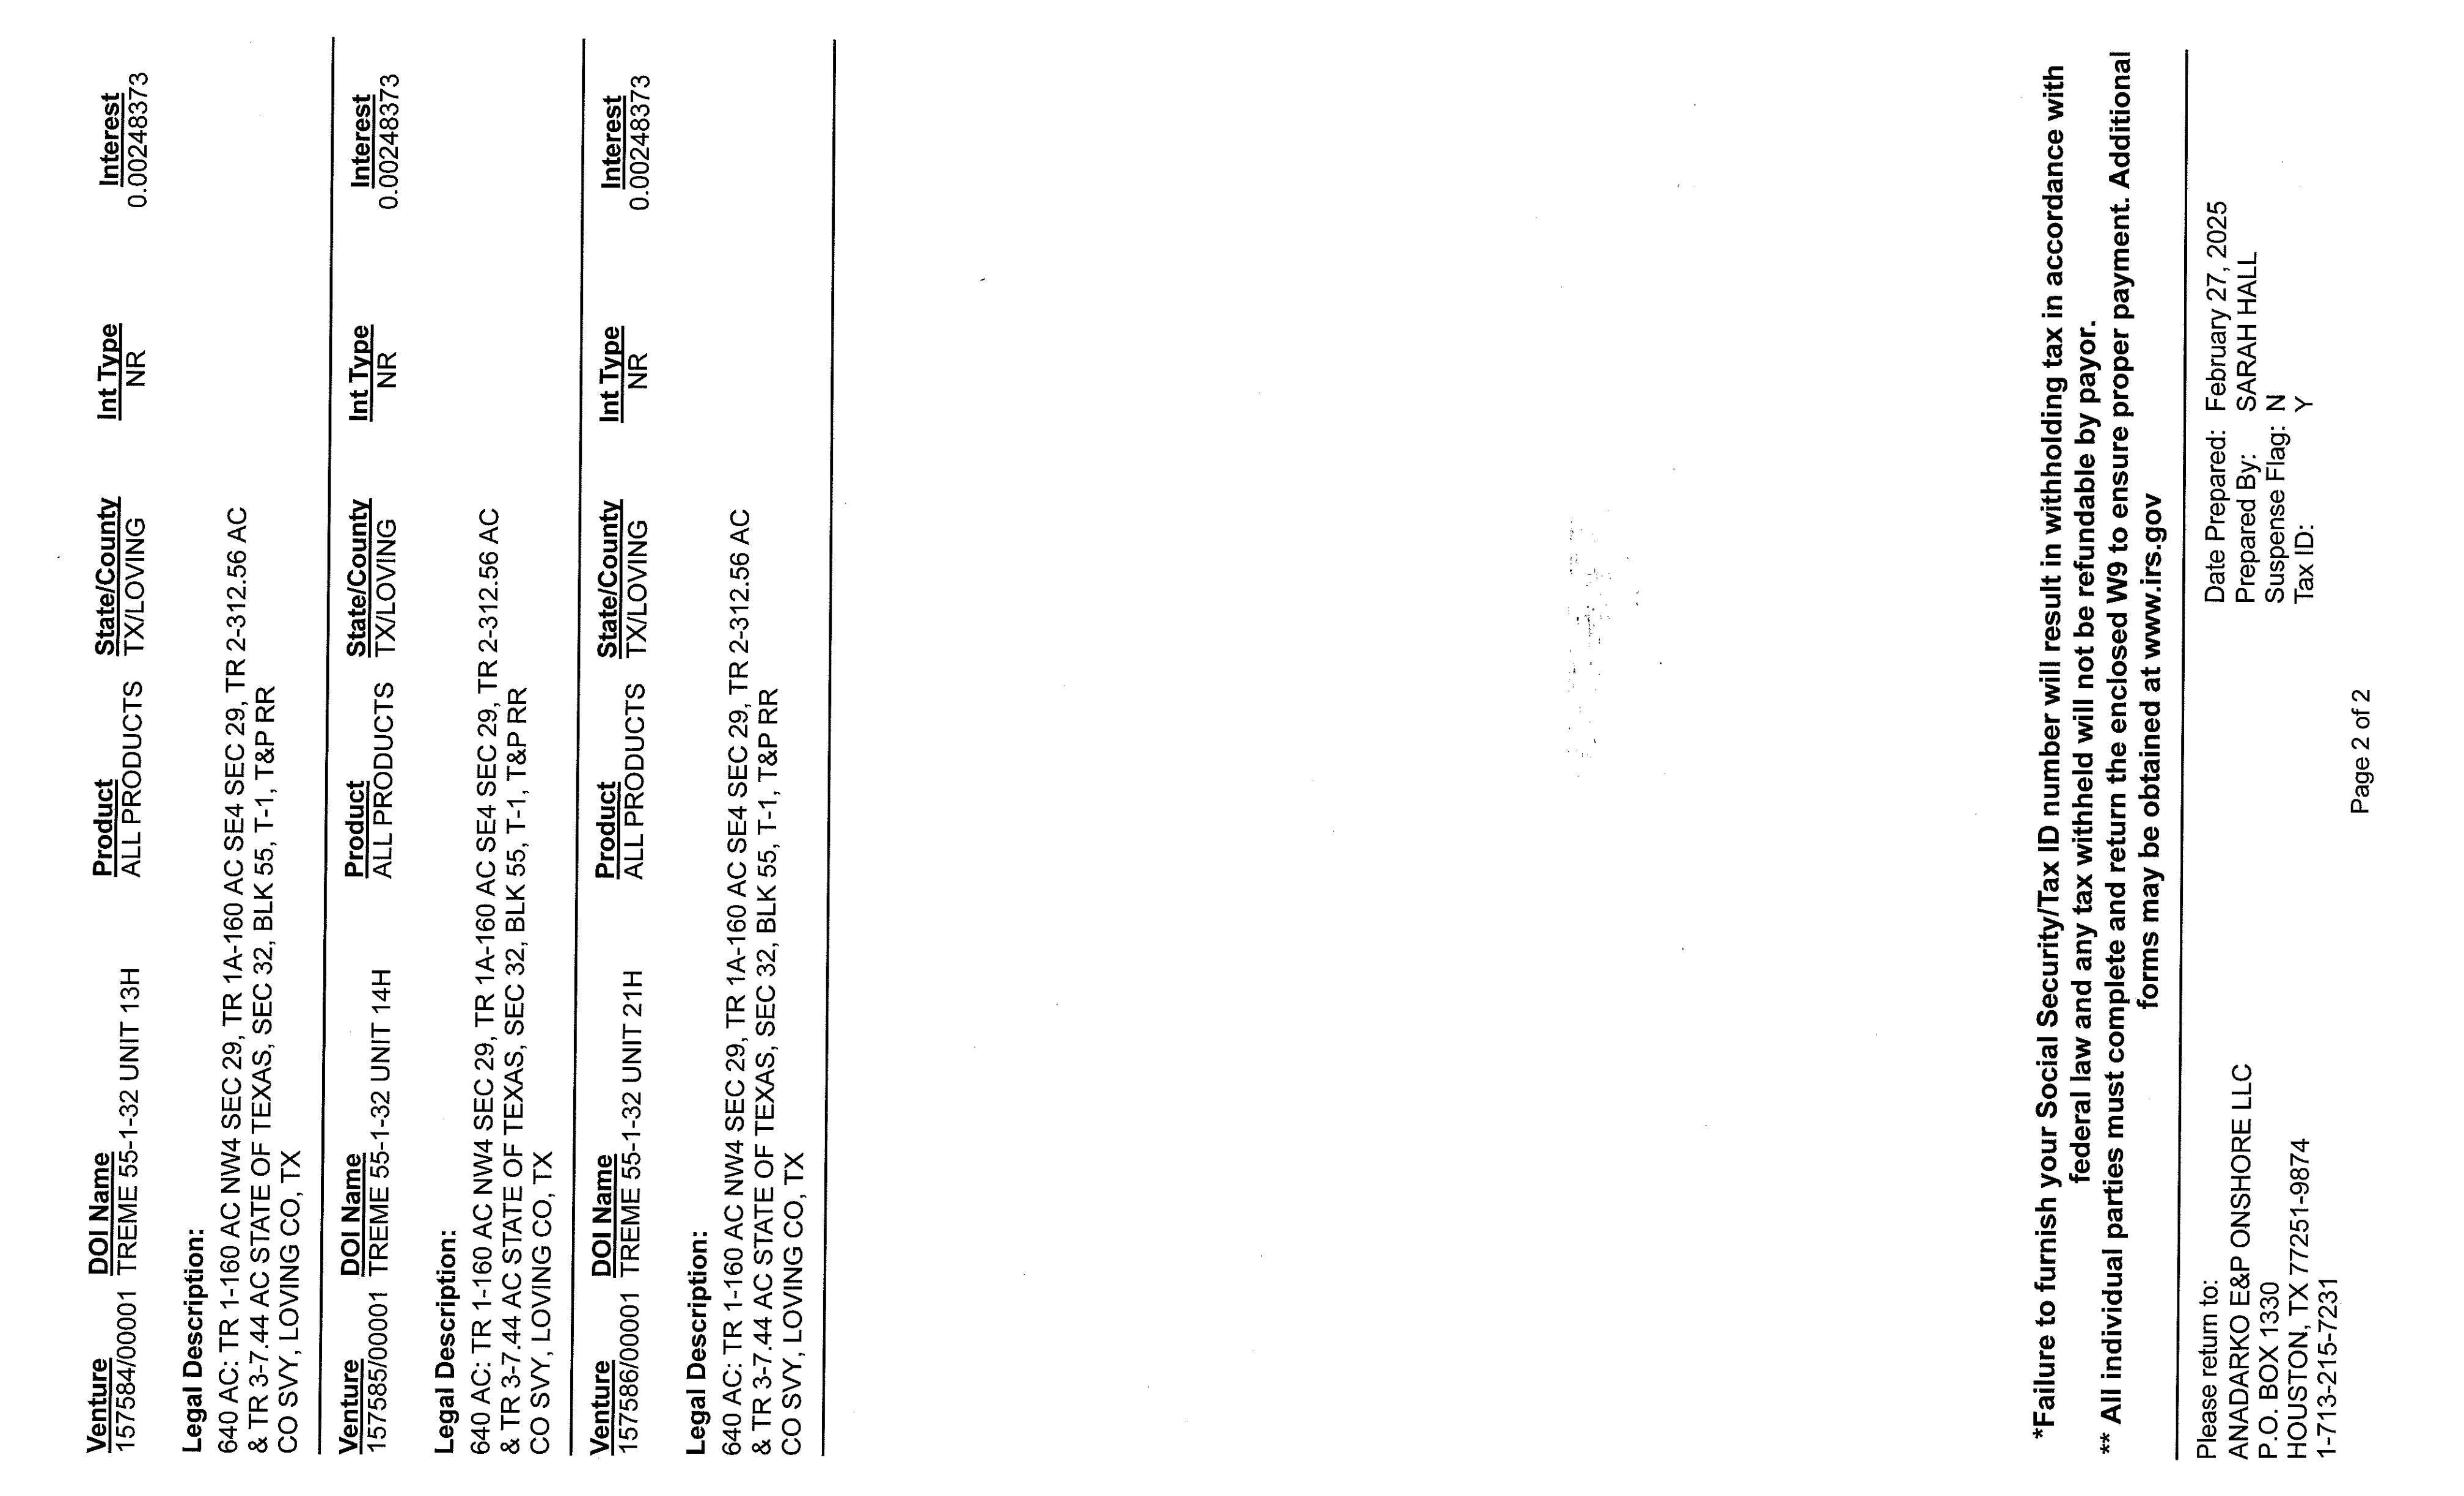 Venture DOI Name Product State/County Int Type Interest
157584/00001 TREME 55-1-32 UNIT 13H ALL PRODUCTS TX/LOVING NR 0.00248373
Legal Description:
640 AC: TR 1-160 AC NW4 SEC 29, TR 1A-160 AC SE4 SEC 29, TR 2-312.56 AC
& TR 3-7.44 AC STATE OF TEXAS, SEC 32, BLK 55, T-1, T&P RR
CO SVY, LOVING CO, TX
Venture DOI Name Product State/County Int Type Interest
157585/00001 TREME 55-1-32 UNIT 14H ALL PRODUCTS TX/LOVING NR 0.00248373
Legal Description:
640 AC: TR 1-160 AC NW4 SEC 29, TR 1A-160 AC SE4 SEC 29, TR 2-312.56 AC
& TR 3-7.44 AC STATE OF TEXAS, SEC 32, BLK 55, T-1, T&P RR
CO SVY, LOVING CO, TX
Venture DOI Name Product State/County Int Type Interest
157586/00001 TREME 55-1-32 UNIT 21H ALL PRODUCTS TX/LOVING NR 0.00248373
Legal Description:
640 AC: TR 1-160 AC NW4 SEC 29, TR 1A-160 AC SE4 SEC 29, TR 2-312.56 AC
& TR 3-7.44 AC STATE OF TEXAS, SEC 32, BLK 55, T-1, T&P RR
CO SVY, LOVING CO, TX
*Failure to furnish your Social Security/Tax ID number will result in withholding tax in accordance with
federal law and any tax withheld will not be refundable by payor.
** All individual parties must complete and return the enclosed W9 to ensure proper payment. Additional
forms may be obtained at www.irs.gov
Please return to:
ANADARKO E&P ONSHORE LLC
P.O. BOX 1330
HOUSTON, TX 77251-9874
1-713-215-7231
Date Prepared: February 27, 2025
Prepared By: SARAH HALL
Suspense Flag: N
Tax ID: Y
Page 2 of 2